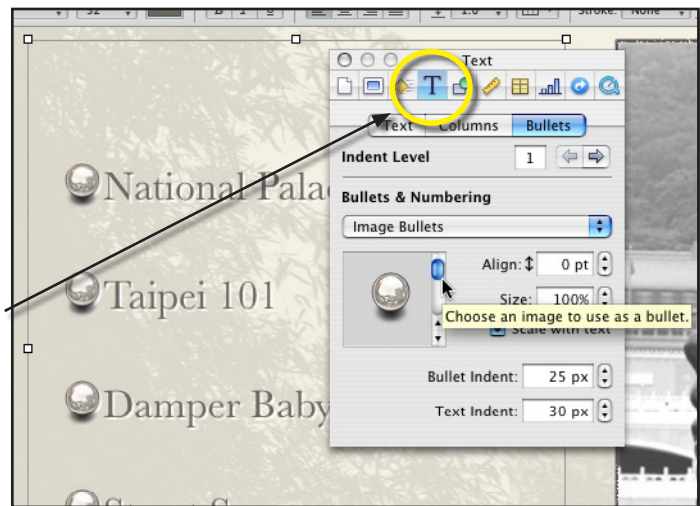 B I U
1.0
Stroke:
None
Text
T
Text Columns Bullets
Indent Level 1
Bullets & Numbering
Image Bullets
Align: 0 pt
Size: 100%
Choose an image to use as a bullet.
Scale with text
Bullet Indent: 25 px
Text Indent: 30 px
National
Taipei 101
Damper Baby